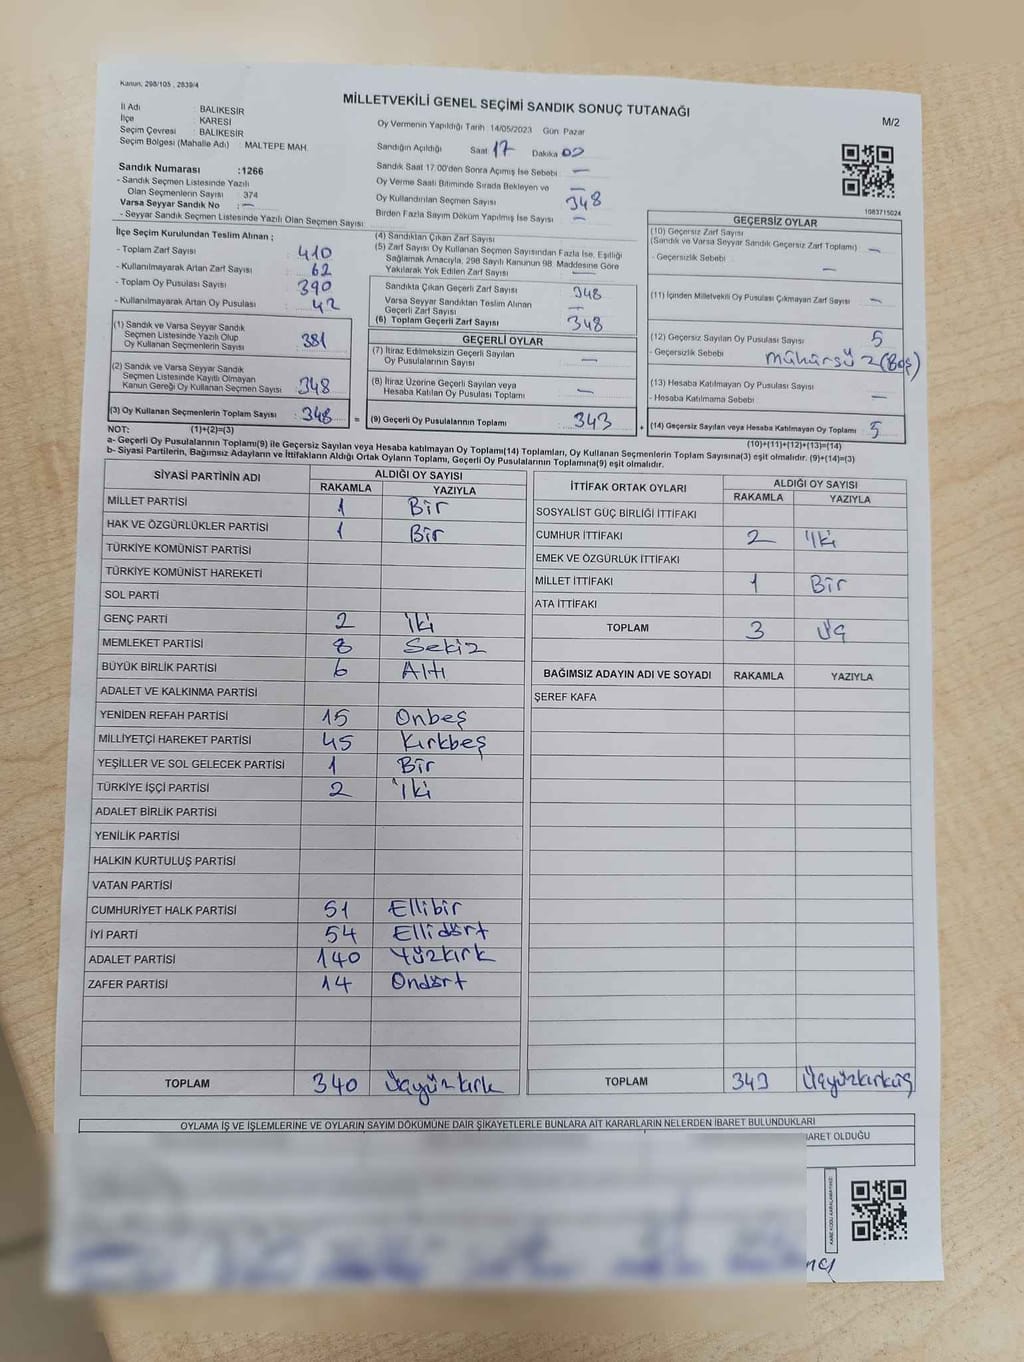 Kanun: 298/105 , 2839/4
MİLLETVEKİLİ GENEL SEÇİMİ SANDIK SONUÇ TUTANAĞI
M/2
İl Adı : BALIKESİR
İlçe : KARESİ
Seçim Çevresi : BALIKESİR
Seçim Bölgesi (Mahalle Adı) : MALTEPE MAH.
Oy Vermenin Yapıldığı Tarih 14/05/2023 Gün Pazar
Sandığın Açıldığı Saat 17 Dakika 00
Sandık Saat 17.00'den Sonra Açımış İse Sebebi —
Oy Verme Saati Bitiminde Sırada Bekleyen ve
Oy Kullandırılan Seçmen Sayısı 348
Birden Fazla Sayım Döküm Yapılmış İse Sayısı —
Sandık Numarası :1266
- Sandık Seçmen Listesinde Yazılı
Olan Seçmenlerin Sayısı : 374
Varsa Seyyar Sandık No : —
- Seyyar Sandık Seçmen Listesinde Yazılı Olan Seçmen Sayısı
1083715024
İlçe Seçim Kurulundan Teslim Alınan ;
- Toplam Zarf Sayısı : 410
- Kullanılmayarak Artan Zarf Sayısı : 62
- Toplam Oy Pusulası Sayısı : 390
- Kullanılmayarak Artan Oy Pusulası : 42
(1) Sandık ve Varsa Seyyar Sandık
Seçmen Listesinde Yazılı Olup
Oy Kullanan Seçmenlerin Sayısı : 381
(2) Sandık ve Varsa Seyyar Sandık
Seçmen Listesinde Kayıtlı Olmayan
Kanun Gereği Oy Kullanan Seçmen Sayısı : 348
(3) Oy Kullanan Seçmenlerin Toplam Sayısı : 348
(4) Sandıktan Çıkan Zarf Sayısı
(5) Zarf Sayısı Oy Kullanan Seçmen Sayısından Fazla İse, Eşitliği
Sağlamak Amacıyla, 298 Sayılı Kanunun 98. Maddesine Göre
Yakılarak Yok Edilen Zarf Sayısı —
Sandıkta Çıkan Geçerli Zarf Sayısı 348
Varsa Seyyar Sandıktan Teslim Alınan
Geçerli Zarf Sayısı —
(6) Toplam Geçerli Zarf Sayısı 348
GEÇERLİ OYLAR
(7) İtiraz Edilmeksizin Geçerli Sayılan
Oy Pusulalarının Sayısı —
(8) İtiraz Üzerine Geçerli Sayılan veya
Hesaba Katılan Oy Pusulaları Toplamı —
= (9) Geçerli Oy Pusulalarının Toplamı 343
GEÇERSİZ OYLAR
(10) Geçersiz Zarf Sayısı
(Sandık ve Varsa Seyyar Sandık Geçersiz Zarf Toplamı) —
- Geçersizlik Sebebi —
(11) İçinden Milletvekili Oy Pusulası Çıkmayan Zarf Sayısı —
(12) Geçersiz Sayılan Oy Pusulası Sayısı 5
- Geçersizlik Sebebi mühürsüz (Boş)
(13) Hesaba Katılmayan Oy Pusulası Sayısı
- Hesaba Katılmama Sebebi —
+ (14) Geçersiz Sayılan veya Hesaba Katılmayan Oy Toplamı 5
NOT: (1)+(2)=(3)
(10)+(11)+(12)+(13)=(14)
a- Geçerli Oy Pusulalarının Toplamı(9) ile Geçersiz Sayılan veya Hesaba katılmayan Oy Toplamı(14) Toplamları, Oy Kullanan Seçmenlerin Toplam Sayısına(3) eşit olmalıdır. (9)+(14)=(3)
b- Siyasi Partilerin, Bağımsız Adayların ve İttifakların Aldığı Ortak Oyların Toplamı, Geçerli Oy Pusulalarının Toplamına(9) eşit olmalıdır.
SİYASİ PARTİNİN ADI ALDIĞI OY SAYISI
RAKAMLA YAZIYLA
MİLLET PARTİSİ 1 Bir
HAK VE ÖZGÜRLÜKLER PARTİSİ 1 Bir
TÜRKİYE KOMÜNİST PARTİSİ
TÜRKİYE KOMÜNİST HAREKETİ
SOL PARTİ
GENÇ PARTİ 2 İki
MEMLEKET PARTİSİ 8 Sekiz
BÜYÜK BİRLİK PARTİSİ 6 Altı
ADALET VE KALKINMA PARTİSİ
YENİDEN REFAH PARTİSİ 15 Onbeş
MİLLİYETÇİ HAREKET PARTİSİ 45 Kırkbeş
YEŞİLLER VE SOL GELECEK PARTİSİ 1 Bir
TÜRKİYE İŞÇİ PARTİSİ 2 İki
ADALET BİRLİK PARTİSİ
YENİLİK PARTİSİ
HALKIN KURTULUŞ PARTİSİ
VATAN PARTİSİ
CUMHURİYET HALK PARTİSİ 51 Ellibir
İYİ PARTİ 54 Ellidört
ADALET PARTİSİ 140 Yüzkırk
ZAFER PARTİSİ 14 Ondört
TOPLAM 340 Üçyüzkırk
İTTİFAK ORTAK OYLARI ALDIĞI OY SAYISI
RAKAMLA YAZIYLA
SOSYALİST GÜÇ BİRLİĞİ İTTİFAKI
CUMHUR İTTİFAKI 2 İki
EMEK VE ÖZGÜRLÜK İTTİFAKI
MİLLET İTTİFAKI 1 Bir
ATA İTTİFAKI
TOPLAM 3 Üç
BAĞIMSIZ ADAYIN ADI VE SOYADI RAKAMLA YAZIYLA
ŞEREF KAFA
TOPLAM 343 Üçyüzkırküç
OYLAMA İŞ VE İŞLEMLERİNE VE OYLARIN SAYIM DÖKÜMÜNE DAİR ŞİKAYETLERLE BUNLARA AİT KARARLARIN NELERDEN İBARET BULUNDUKLARI
BARET OLDUĞU